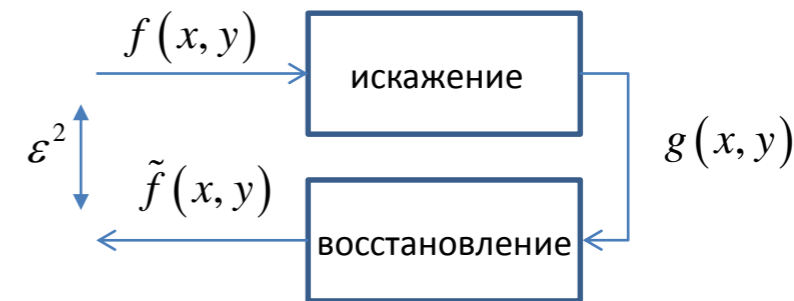 f(x, y)
искажение
ε²
g(x, y)
f̃(x, y)
восстановление